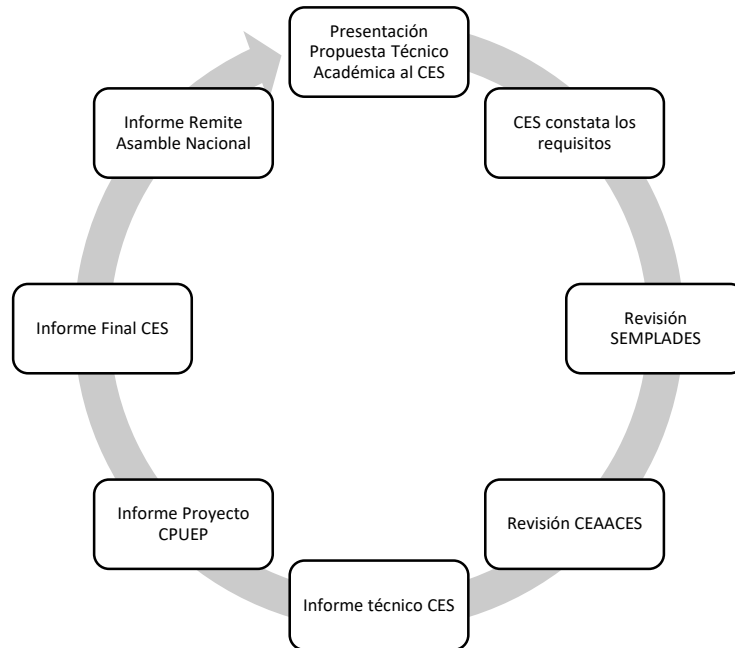 Presentación
Propuesta Técnico
Académica al CES
CES constata los
requisitos
Revisión
SEMPLADES
Revisión CEAACES
Informe técnico CES
Informe Proyecto
CPUEP
Informe Final CES
Informe Remite
Asamble Nacional